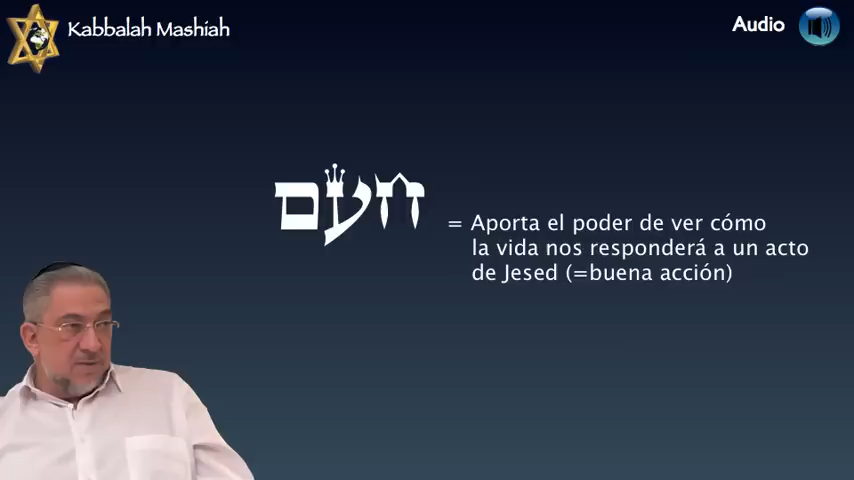 Kabbalah Mashiah
Audio
חעם
= Aporta el poder de ver cómo
la vida nos responderá a un acto
de Jesed (=buena acción)